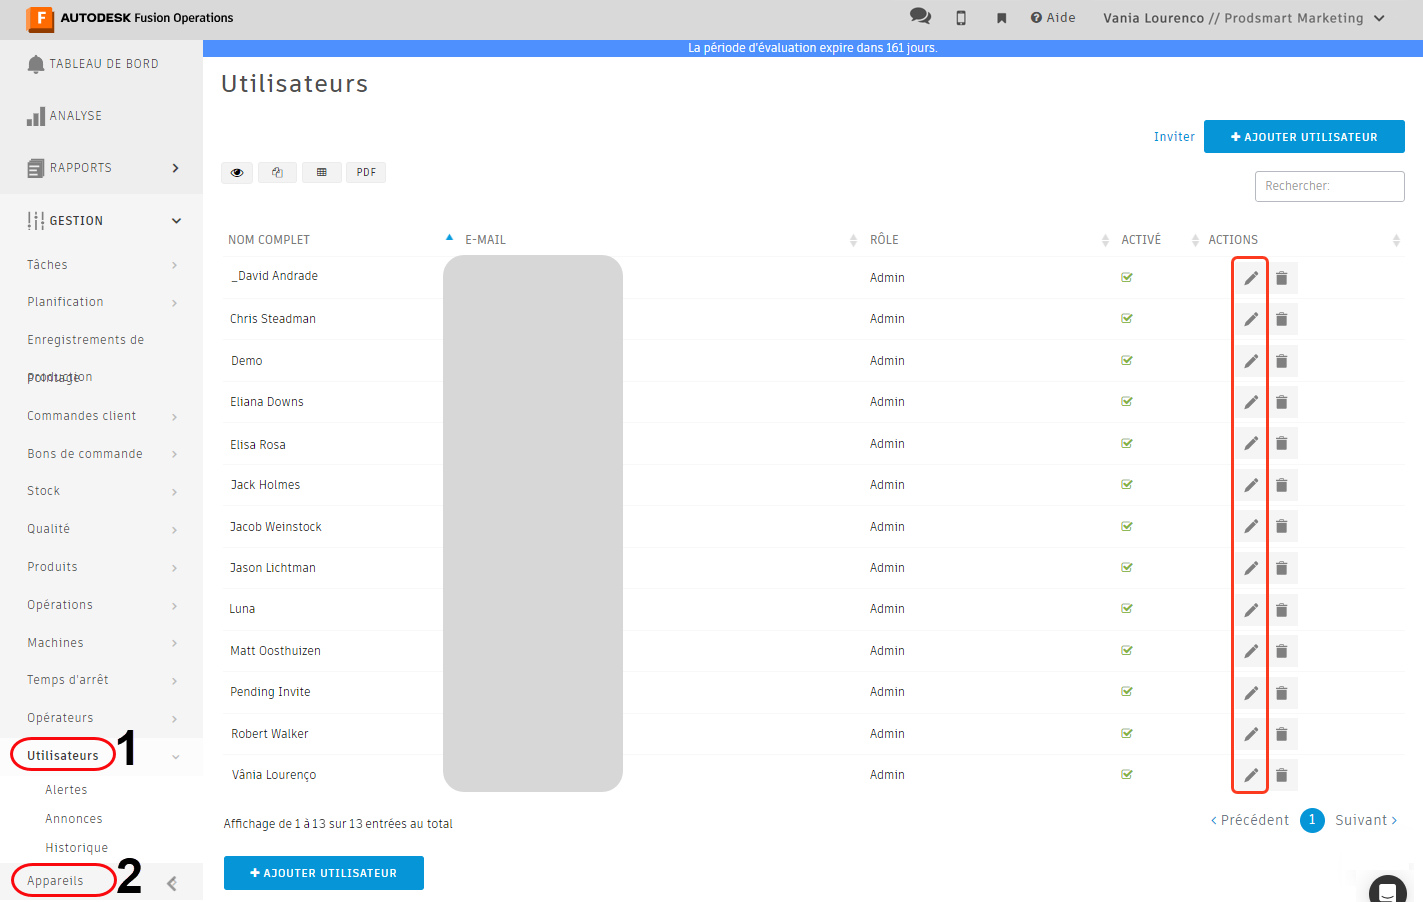 F AUTODESK Fusion Operations
Aide
Vania Lourenco // Prodsmart Marketing
La période d'évaluation expire dans 161 jours.
TABLEAU DE BORD
ANALYSE
RAPPORTS
GESTION
Tâches
Planification
Enregistrements de
production
Pointage
Commandes client
Bons de commande
Stock
Qualité
Produits
Opérations
Machines
Temps d'arrêt
Opérateurs
Utilisateurs 1
Alertes
Annonces
Historique
Appareils 2
Utilisateurs
Inviter
+ AJOUTER UTILISATEUR
PDF
Rechercher:
NOM COMPLET E-MAIL RÔLE ACTIVÉ ACTIONS
_David Andrade Admin
Chris Steadman Admin
Demo Admin
Eliana Downs Admin
Elisa Rosa Admin
Jack Holmes Admin
Jacob Weinstock Admin
Jason Lichtman Admin
Luna Admin
Matt Oosthuizen Admin
Pending Invite Admin
Robert Walker Admin
Vânia Lourenço Admin
Affichage de 1 à 13 sur 13 entrées au total
‹ Précédent 1 Suivant ›
+ AJOUTER UTILISATEUR